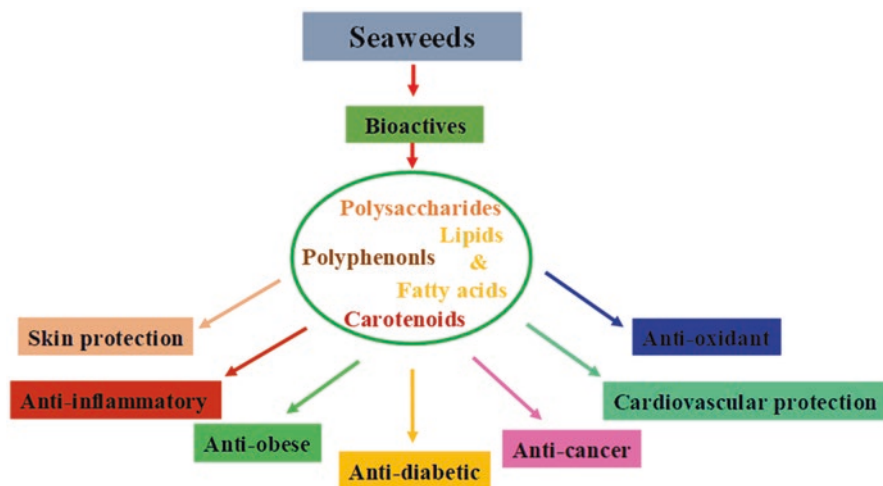 Seaweeds
Bioactives
Polysaccharides
Lipids
Polyphenonls
&
Fatty acids
Carotenoids
Skin protection
Anti-oxidant
Anti-inflammatory
Cardiovascular protection
Anti-obese
Anti-cancer
Anti-diabetic